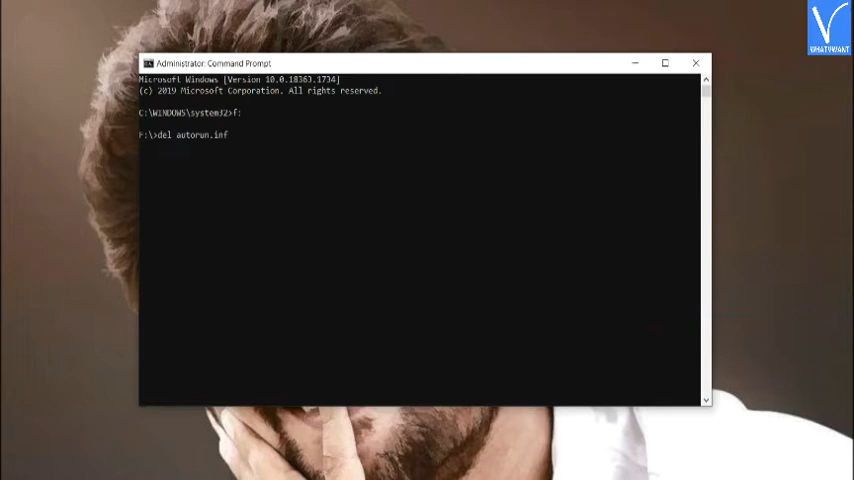 WHATVWANT
Administrator: Command Prompt
Microsoft Windows [Version 10.0.18363.1734]
(c) 2019 Microsoft Corporation. All rights reserved.
C:\WINDOWS\system32>f:
F:\>del autorun.inf